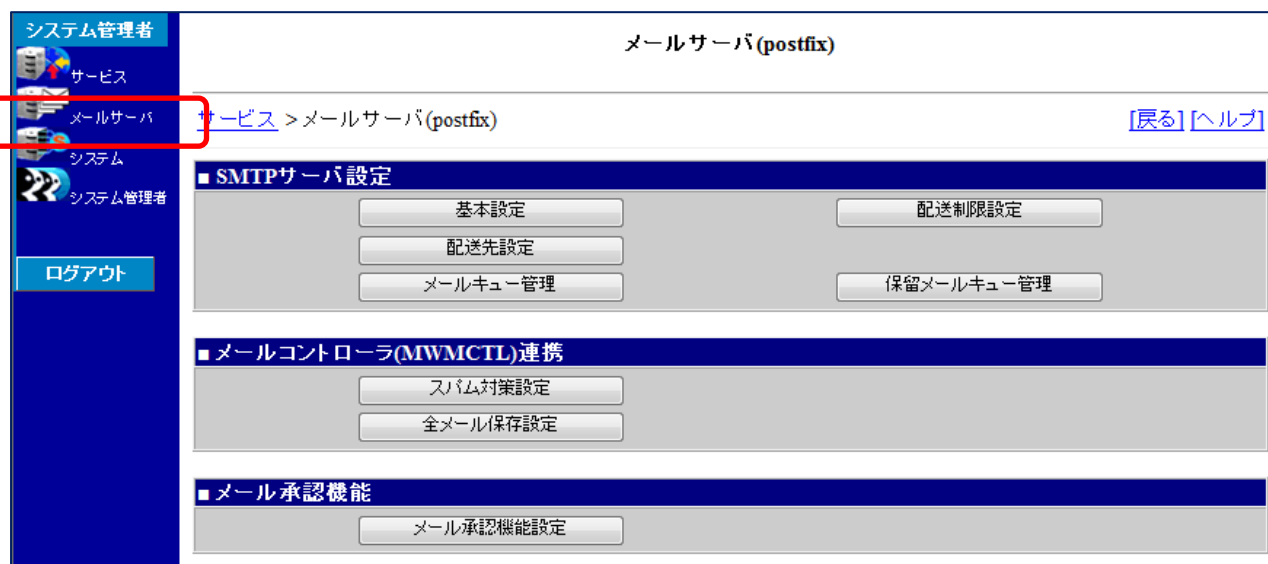 システム管理者
サービス
メールサーバ
システム
システム管理者
ログアウト
メールサーバ(postfix)
サービス >メールサーバ(postfix) [戻る] [ヘルプ]
■SMTPサーバ設定
基本設定 配送制限設定
配送先設定
メールキュー管理 保留メールキュー管理
■メールコントローラ(MWMCTL)連携
スパム対策設定
全メール保存設定
■メール承認機能
メール承認機能設定